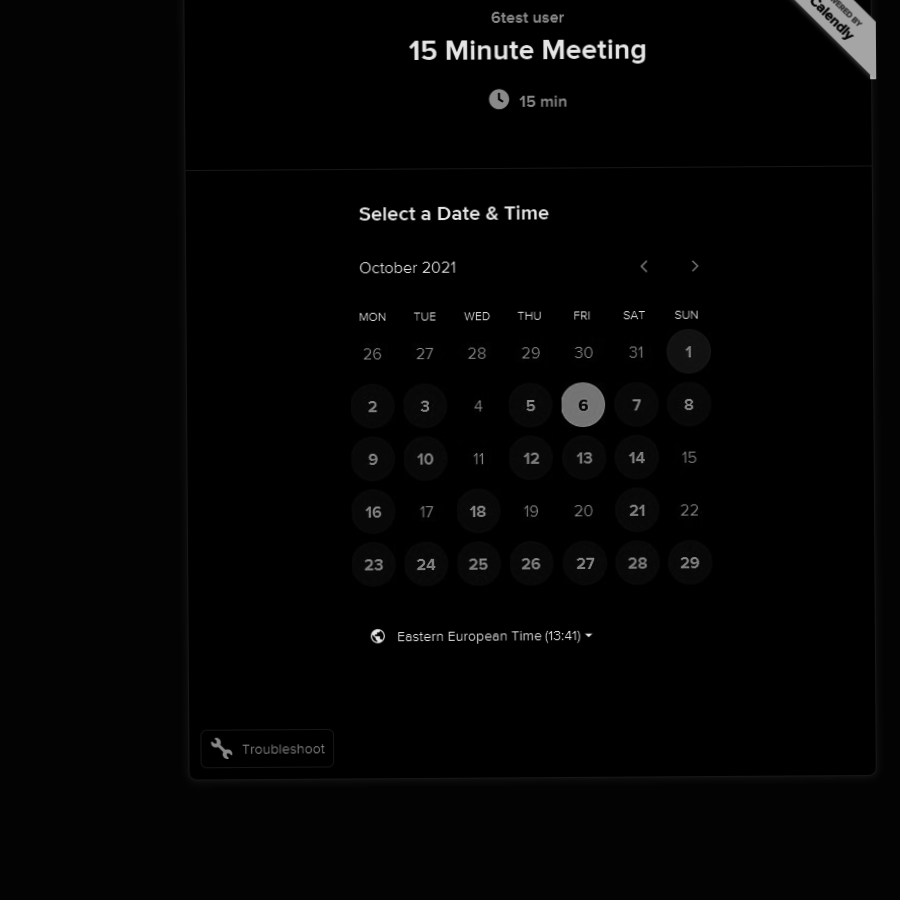 6test user
15 Minute Meeting
15 min
Calendly
Select a Date & Time
October 2021
MON TUE WED THU FRI SAT SUN
26 27 28 29 30 31 1
2 3 4 5 6 7 8
9 10 11 12 13 14 15
16 17 18 19 20 21 22
23 24 25 26 27 28 29
Eastern European Time (13:41)
Troubleshoot